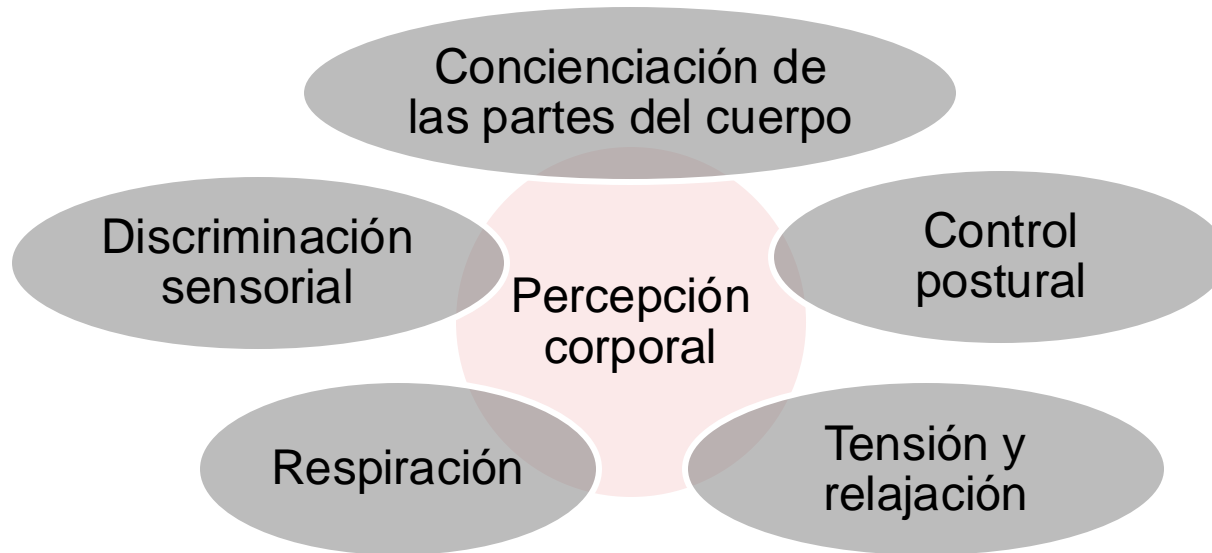 Concienciación de
las partes del cuerpo
Discriminación
sensorial
Control
postural
Percepción
corporal
Respiración
Tensión y
relajación